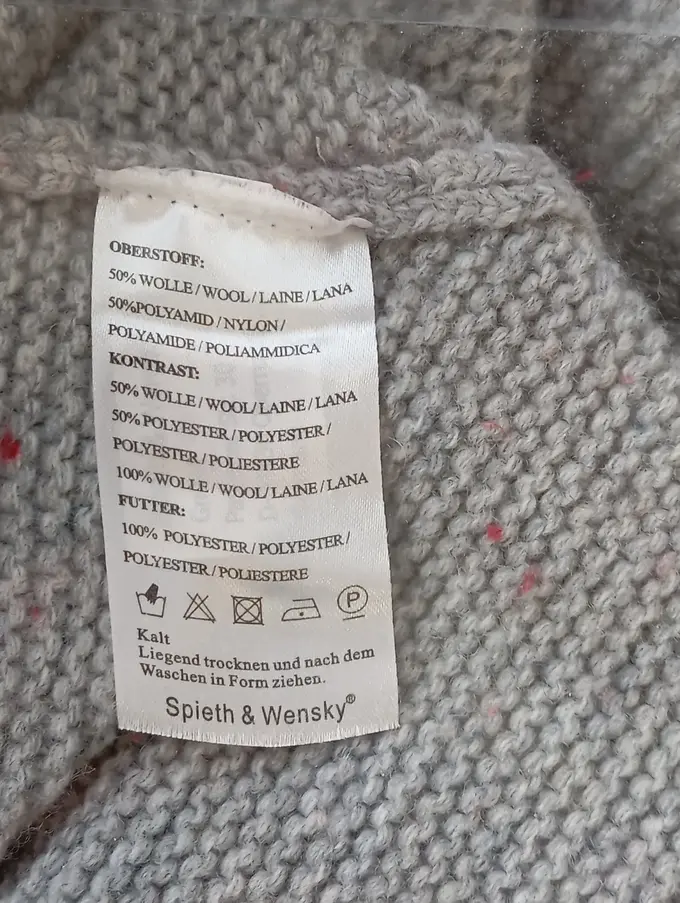 OBERSTOFF:
50% WOLLE / WOOL / LAINE / LANA
50%POLYAMID / NYLON /
POLYAMIDE / POLIAMMIDICA
KONTRAST:
50% WOLLE / WOOL / LAINE / LANA
50% POLYESTER / POLYESTER /
POLYESTER / POLIESTERE
100% WOLLE / WOOL / LAINE / LANA
FUTTER:
100% POLYESTER / POLYESTER /
POLYESTER / POLIESTERE
P
Kalt
Liegend trocknen und nach dem
Waschen in Form ziehen.
Spieth & Wensky®